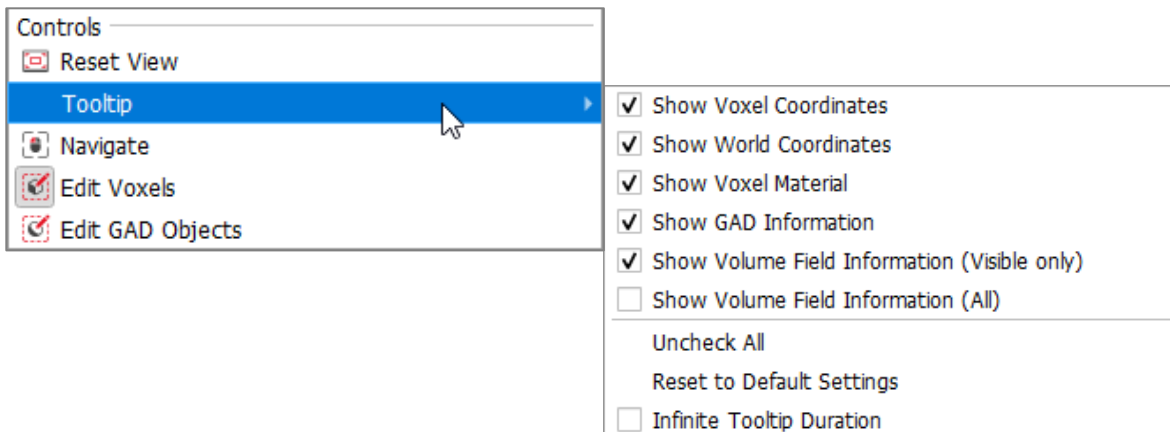 Controls
Reset View
Tooltip
Navigate
Edit Voxels
Edit GAD Objects
Show Voxel Coordinates
Show World Coordinates
Show Voxel Material
Show GAD Information
Show Volume Field Information (Visible only)
Show Volume Field Information (All)
Uncheck All
Reset to Default Settings
Infinite Tooltip Duration